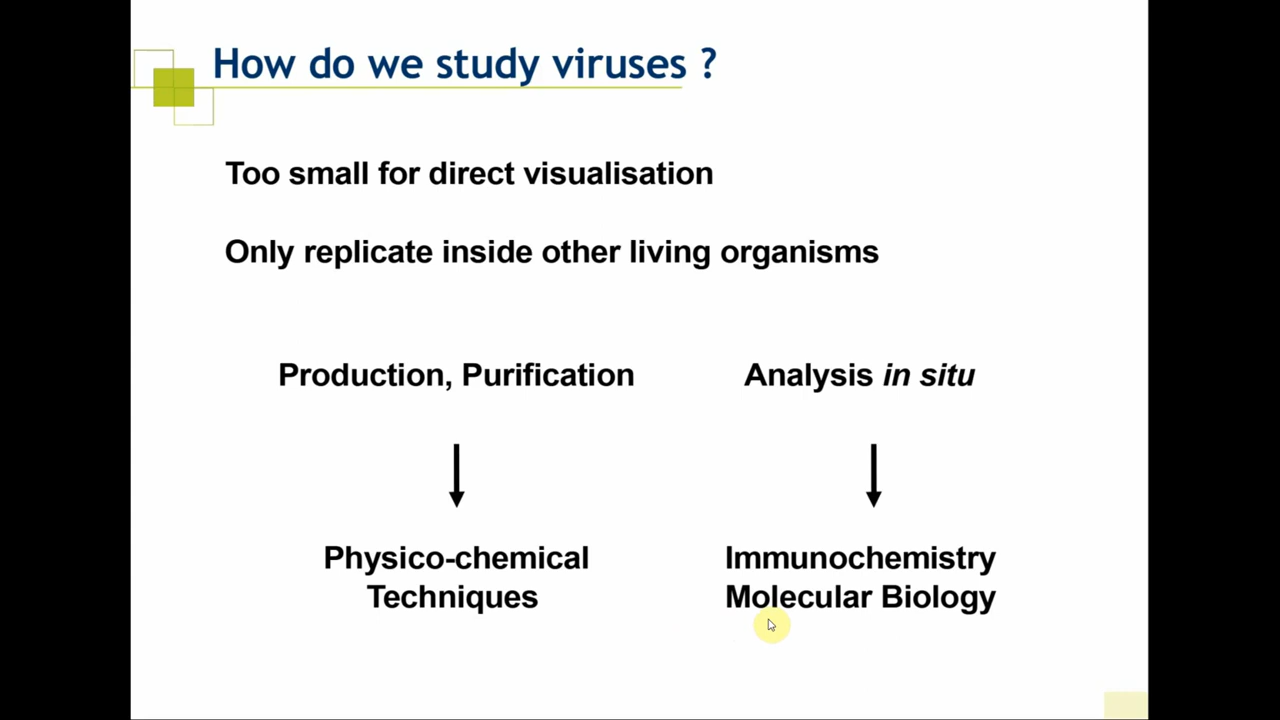 How do we study viruses ?
Too small for direct visualisation
Only replicate inside other living organisms
Production, Purification
Analysis in situ
Physico-chemical
Techniques
Immunochemistry
Molecular Biology